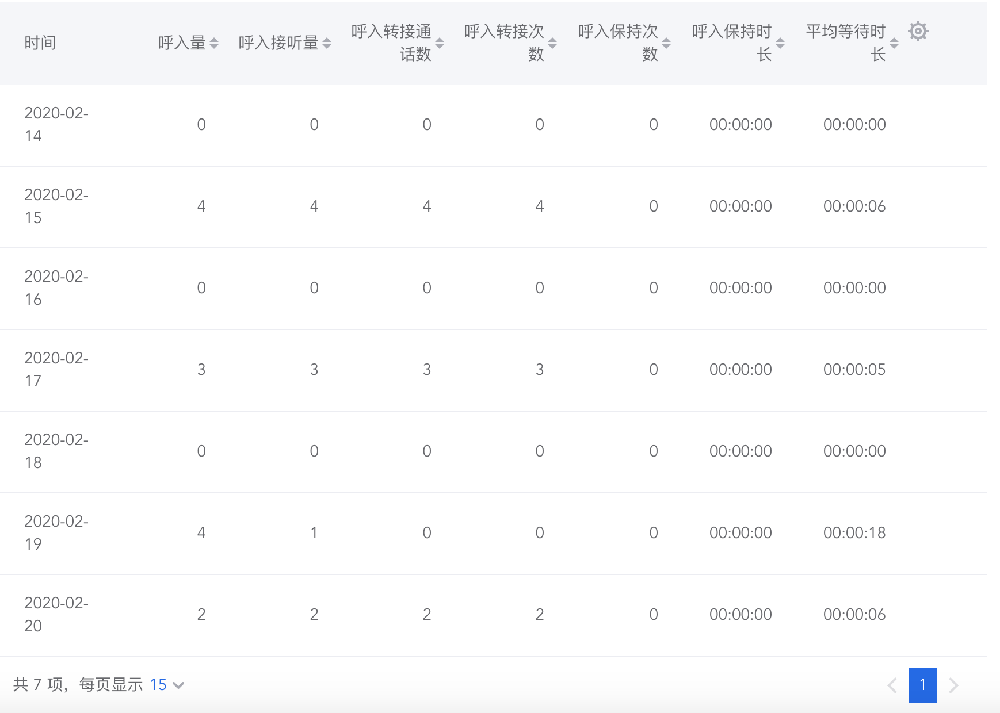 时间 呼入量 呼入接听量 呼入转接通话数 呼入转接次数 呼入保持次数 呼入保持时长 平均等待时长
2020-02-14 0 0 0 0 0 00:00:00 00:00:00
2020-02-15 4 4 4 4 0 00:00:00 00:00:06
2020-02-16 0 0 0 0 0 00:00:00 00:00:00
2020-02-17 3 3 3 3 0 00:00:00 00:00:05
2020-02-18 0 0 0 0 0 00:00:00 00:00:00
2020-02-19 4 1 0 0 0 00:00:00 00:00:18
2020-02-20 2 2 2 2 0 00:00:00 00:00:06
共 7 项，每页显示 15 1